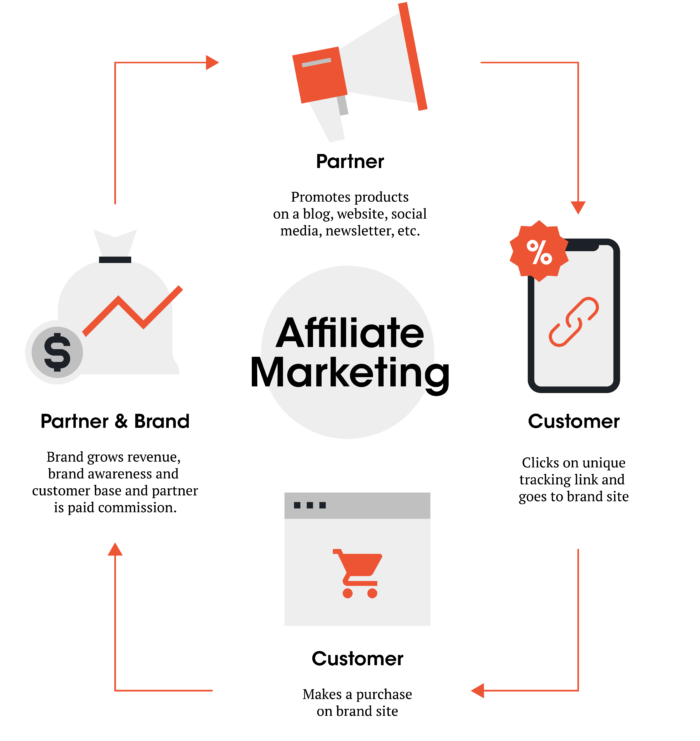 Partner
Promotes products
on a blog, website, social
media, newsletter, etc.
%
Affiliate
Marketing
$
Partner & Brand
Brand grows revenue,
brand awareness and
customer base and partner
is paid commission.
Customer
Clicks on unique
tracking link and
goes to brand site
Customer
Makes a purchase
on brand site